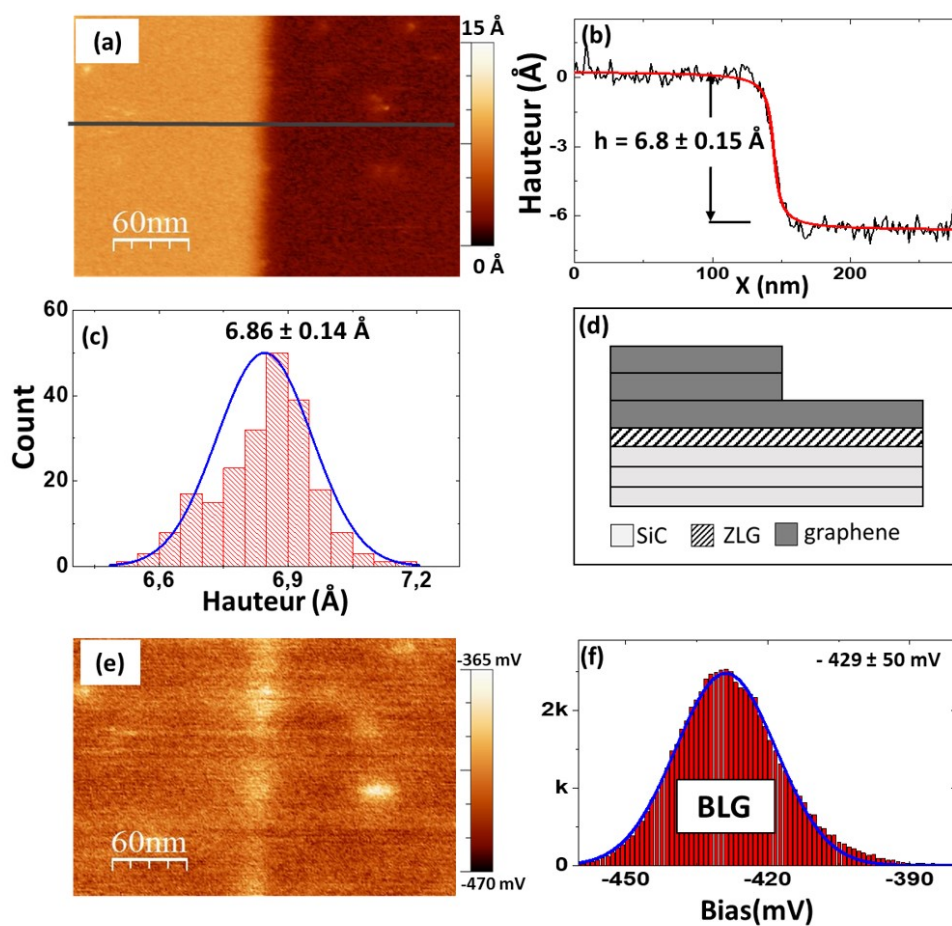 (a)
15 Å
0 Å
60nm
(b)
Hauteur (Å)
0
-3
-6
h = 6.8 ± 0.15 Å
0
100
200
X (nm)
(c)
6.86 ± 0.14 Å
Count
60
40
20
0
6,6
6,9
7,2
Hauteur (Å)
(d)
SiC
ZLG
graphene
(e)
-365 mV
-470 mV
60nm
(f)
- 429 ± 50 mV
2k
k
0
BLG
-450
-420
-390
Bias(mV)